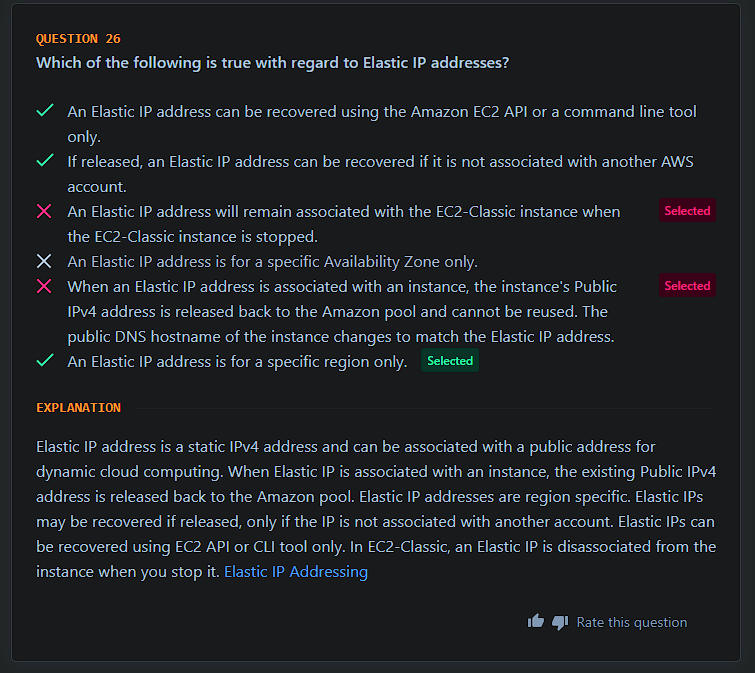 QUESTION 26
Which of the following is true with regard to Elastic IP addresses?
An Elastic IP address can be recovered using the Amazon EC2 API or a command line tool
only.
If released, an Elastic IP address can be recovered if it is not associated with another AWS
account.
An Elastic IP address will remain associated with the EC2-Classic instance when Selected
the EC2-Classic instance is stopped.
An Elastic IP address is for a specific Availability Zone only.
When an Elastic IP address is associated with an instance, the instance's Public Selected
IPv4 address is released back to the Amazon pool and cannot be reused. The
public DNS hostname of the instance changes to match the Elastic IP address.
An Elastic IP address is for a specific region only. Selected
EXPLANATION
Elastic IP address is a static IPv4 address and can be associated with a public address for
dynamic cloud computing. When Elastic IP is associated with an instance, the existing Public IPv4
address is released back to the Amazon pool. Elastic IP addresses are region specific. Elastic IPs
may be recovered if released, only if the IP is not associated with another account. Elastic IPs can
be recovered using EC2 API or CLI tool only. In EC2-Classic, an Elastic IP is disassociated from the
instance when you stop it. Elastic IP Addressing
Rate this question